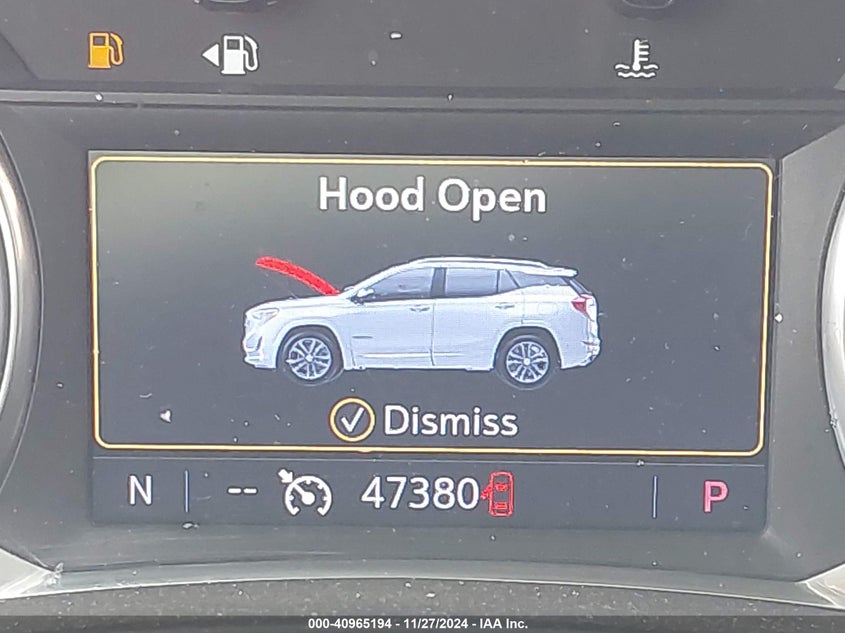 Hood Open
Dismiss
N -- 47380 P
000-40965194 - 11/27/2024 - IAA Inc.